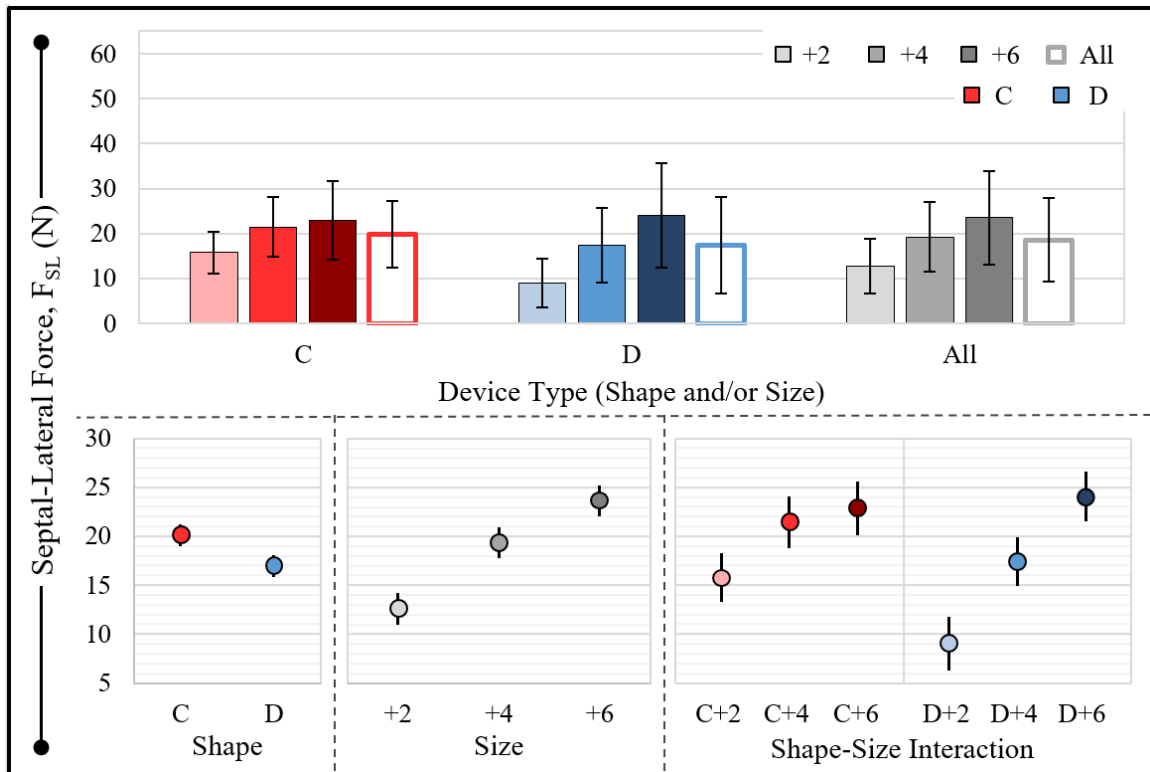 Septal-Lateral Force, F_SL (N)
60
50
40
30
20
10
0
+2 +4 +6 All
C D
C D All
Device Type (Shape and/or Size)
30
25
20
15
10
5
C D
Shape
+2 +4 +6
Size
C+2 C+4 C+6 D+2 D+4 D+6
Shape-Size Interaction